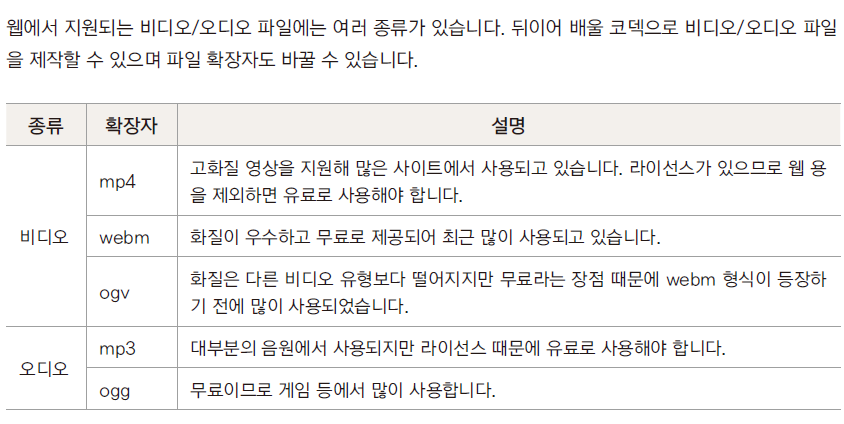 웹에서 지원되는 비디오/오디오 파일에는 여러 종류가 있습니다. 뒤이어 배울 코덱으로 비디오/오디오 파일
을 제작할 수 있으며 파일 확장자도 바꿀 수 있습니다.
종류 확장자 설명
비디오
mp4
고화질 영상을 지원해 많은 사이트에서 사용되고 있습니다. 라이선스가 있으므로 웹 용
을 제외하면 유료로 사용해야 합니다.
webm 화질이 우수하고 무료로 제공되어 최근 많이 사용되고 있습니다.
ogv
화질은 다른 비디오 유형보다 떨어지지만 무료라는 장점 때문에 webm 형식이 등장하
기 전에 많이 사용되었습니다.
오디오
mp3 대부분의 음원에서 사용되지만 라이선스 때문에 유료로 사용해야 합니다.
ogg 무료이므로 게임 등에서 많이 사용합니다.